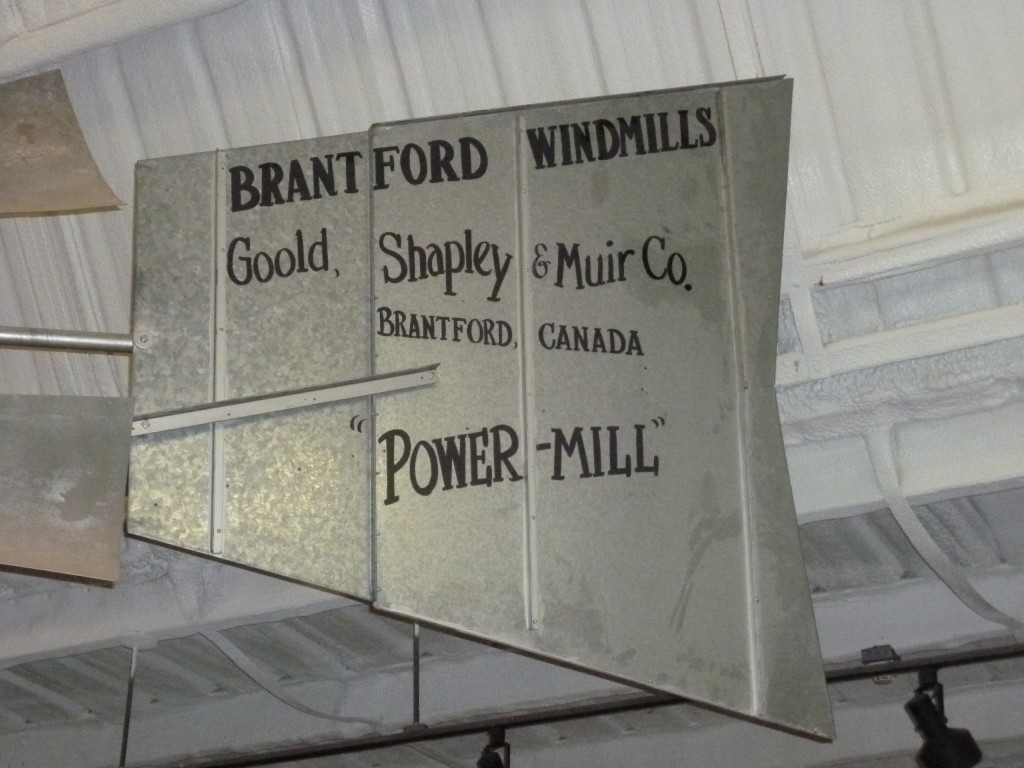 BRANTFORD WINDMILLS
Goold, Shapley & Muir Co.
BRANTFORD, CANADA
"POWER-MILL"